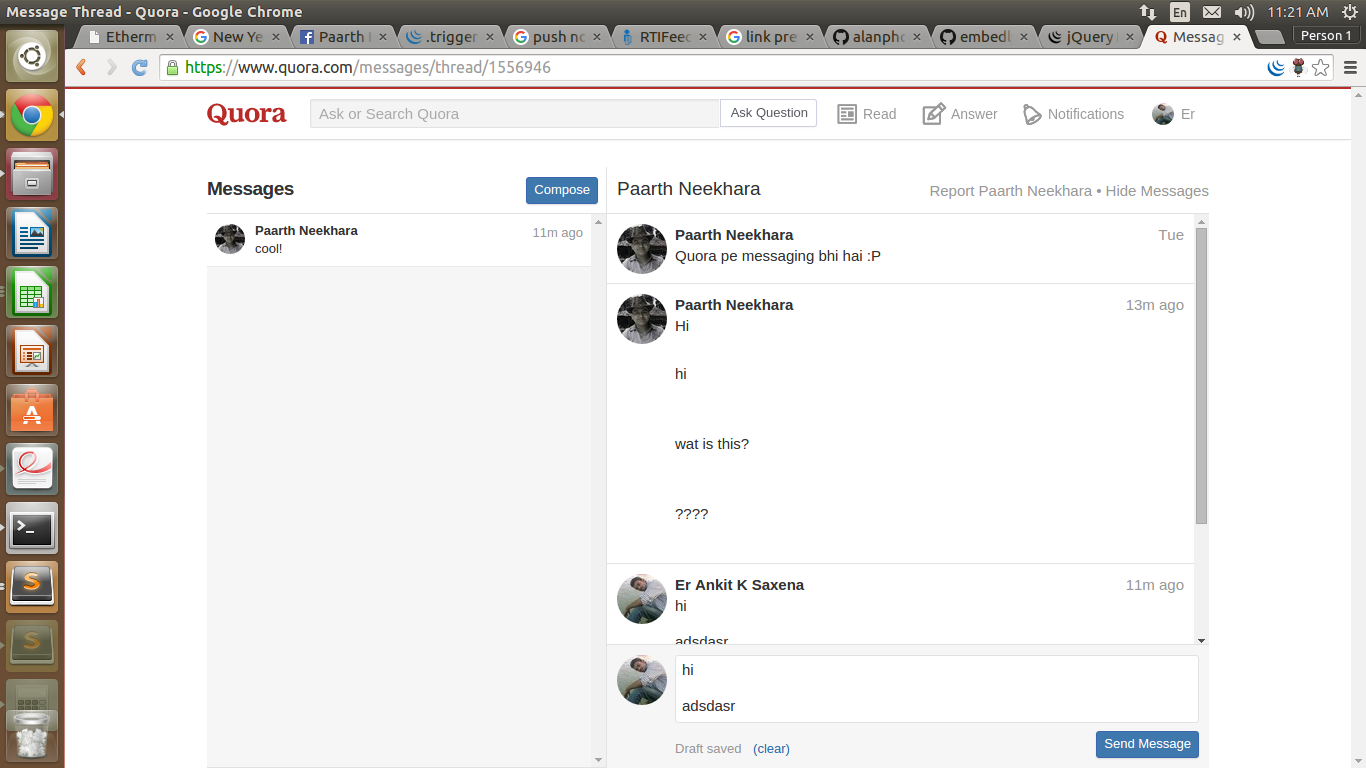 Message Thread - Quora - Google Chrome
En
11:21 AM
Etherm
New Ye
Paarth
.trigger
push no
RTIFeed
link pre
alanpho
embedl
jQuery
Messag
Person 1
https://www.quora.com/messages/thread/1556946
Quora
Ask or Search Quora
Ask Question
Read
Answer
Notifications
Er
Messages
Compose
Paarth Neekhara
11m ago
cool!
Paarth Neekhara
Report Paarth Neekhara • Hide Messages
Paarth Neekhara
Tue
Quora pe messaging bhi hai :P
Paarth Neekhara
13m ago
Hi
hi
wat is this?
????
Er Ankit K Saxena
11m ago
hi
adsdasr
hi
adsdasr
Draft saved (clear)
Send Message